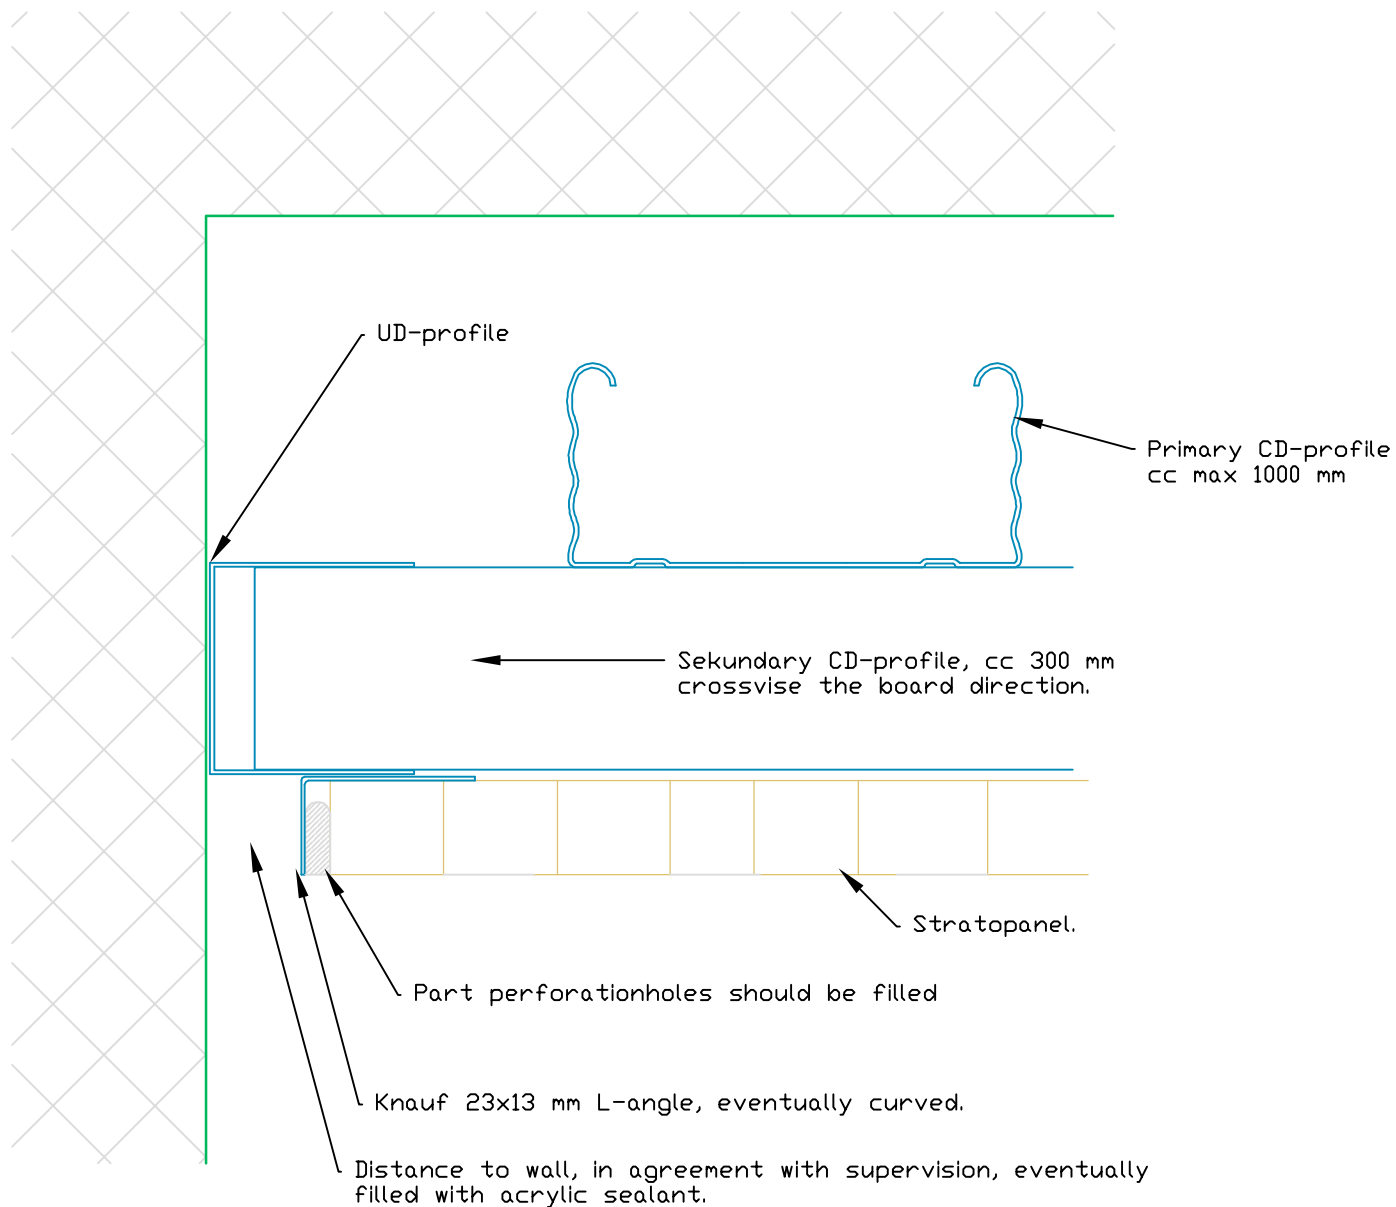 UD-profile
Primary CD-profile
cc max 1000 mm
Sekundary CD-profile, cc 300 mm
crossvise the board direction.
Stratopanel.
Part perforationholes should be filled
Knauf 23x13 mm L-angle, eventually curved.
Distance to wall, in agreement with supervision, eventually
filled with acrylic sealant.